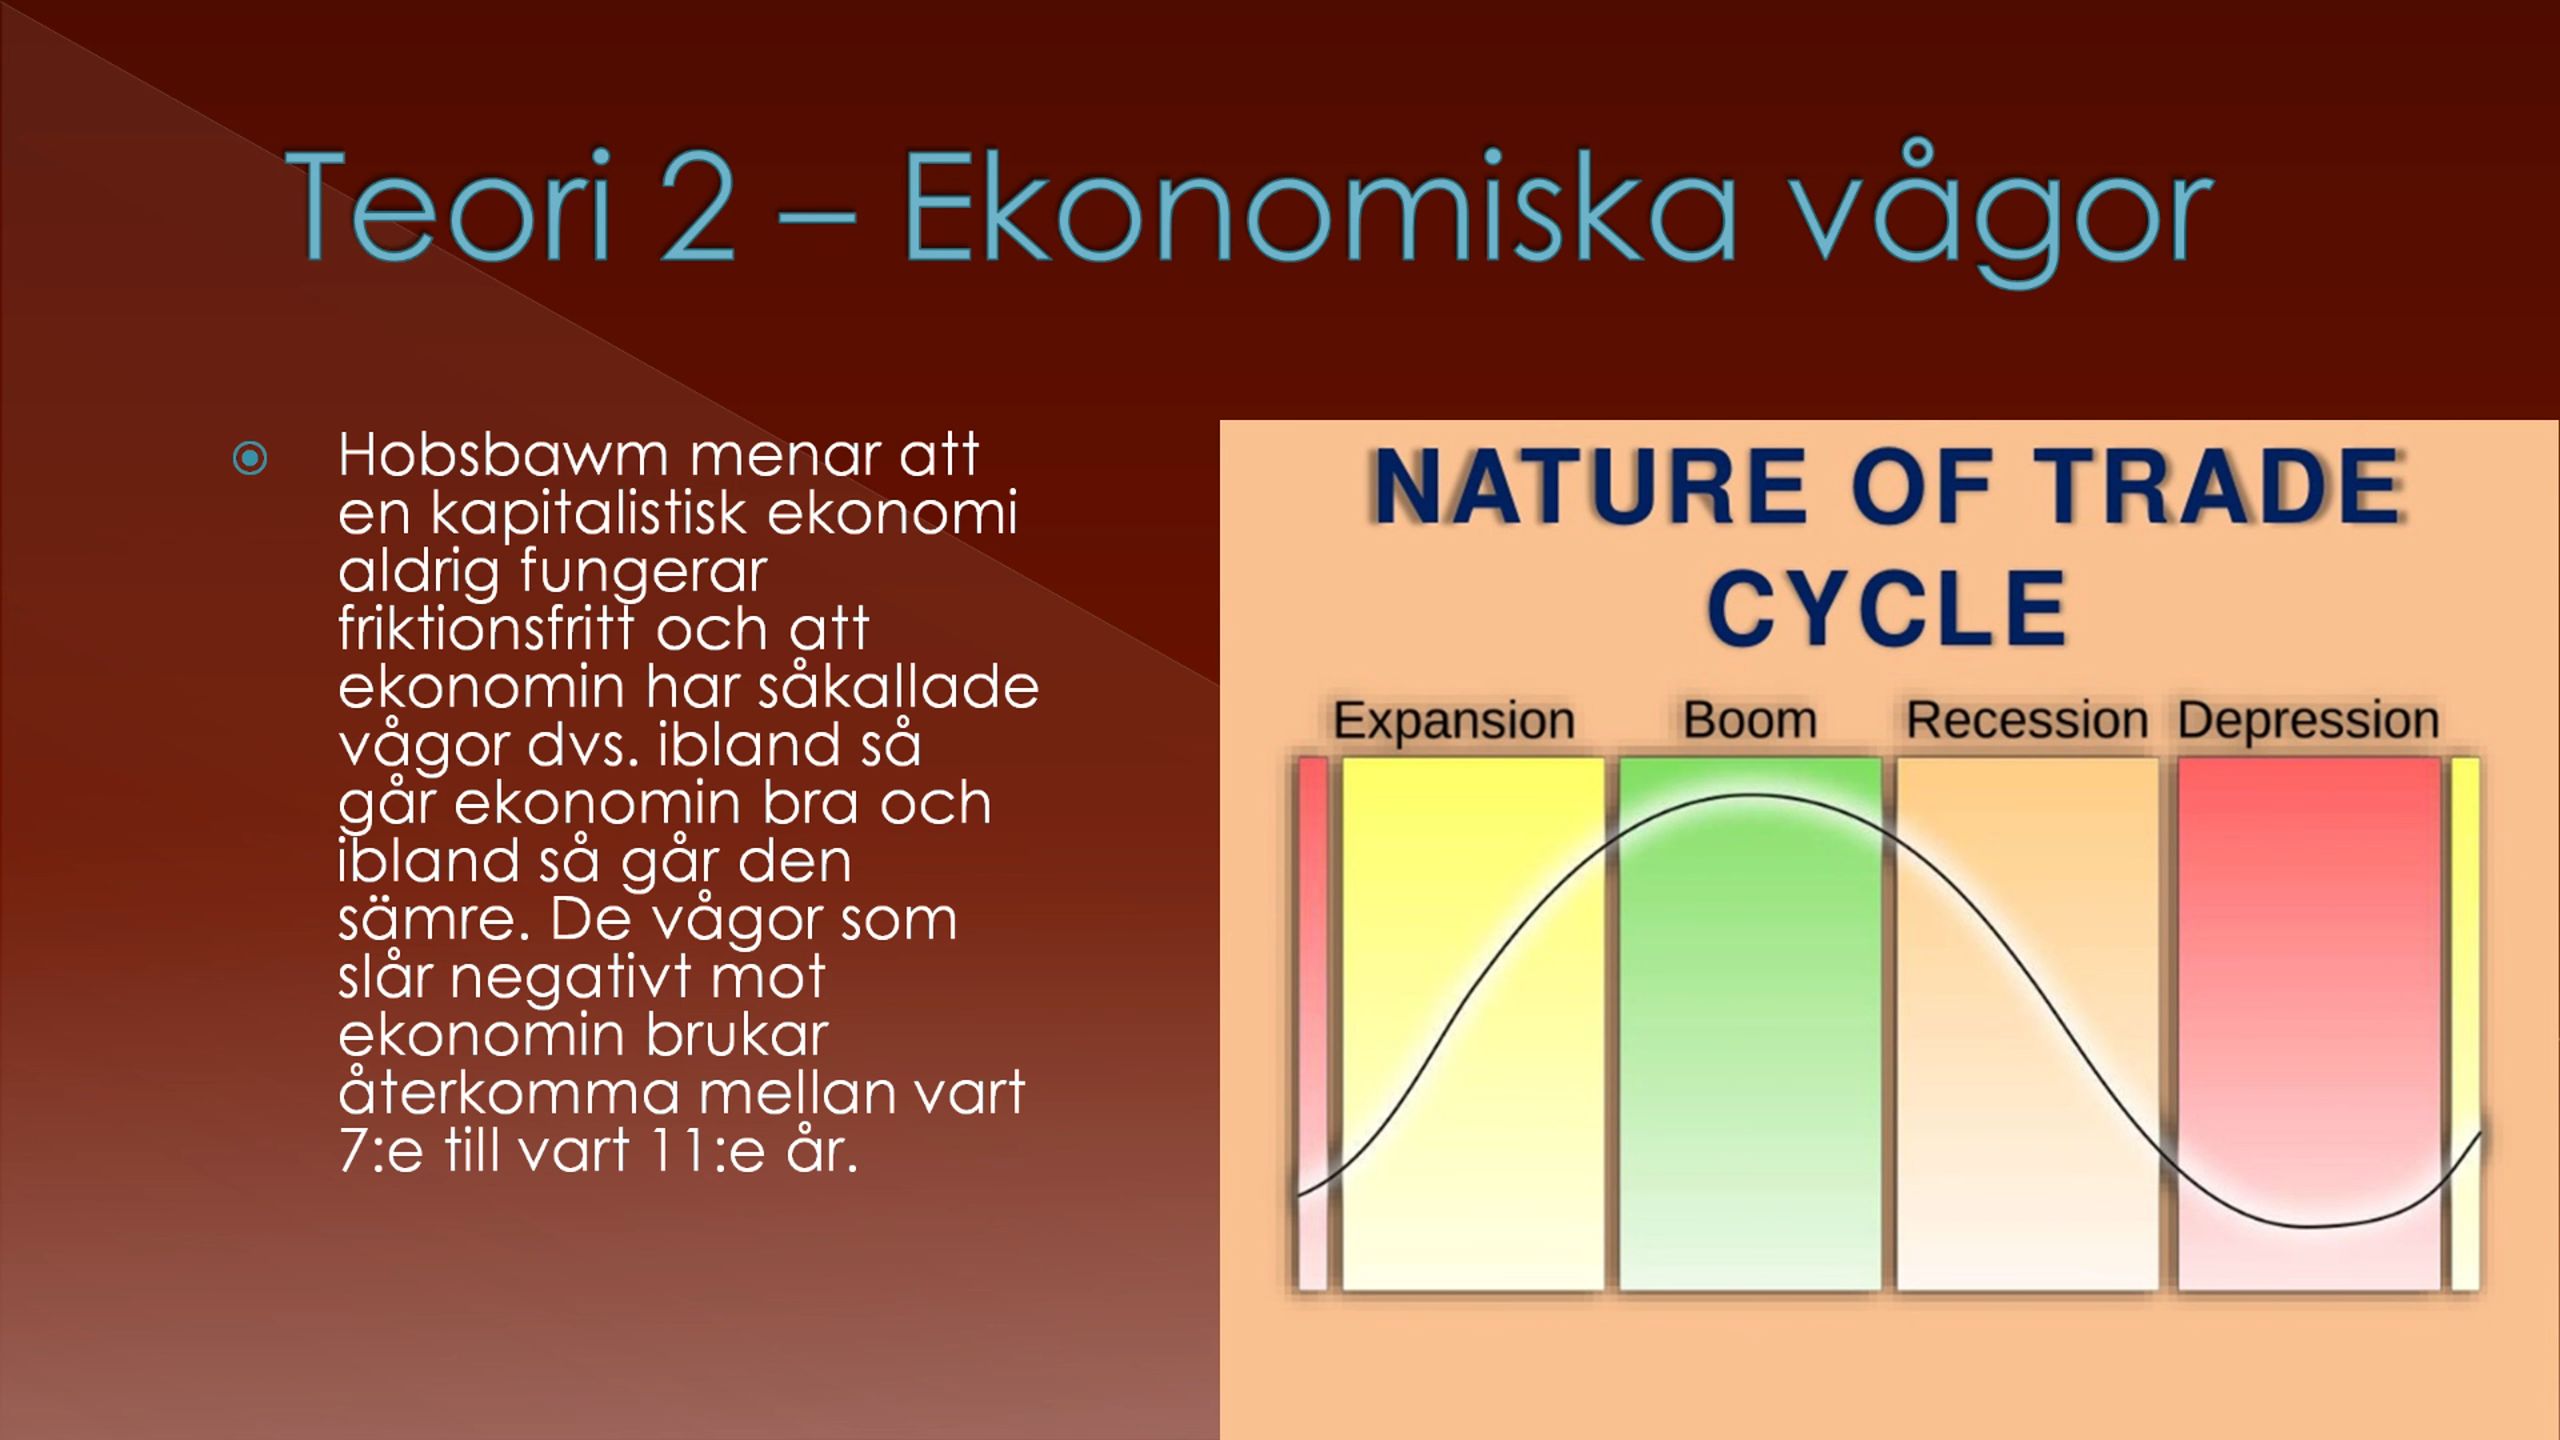 Teori 2 – Ekonomiska vågor
Hobsbawm menar att
en kapitalistisk ekonomi
aldrig fungerar
friktionsfritt och att
ekonomin har såkallade
vågor dvs. ibland så
går ekonomin bra och
ibland så går den
sämre. De vågor som
slår negativt mot
ekonomin brukar
återkomma mellan vart
7:e till vart 11:e år.
NATURE OF TRADE
CYCLE
Expansion Boom Recession Depression